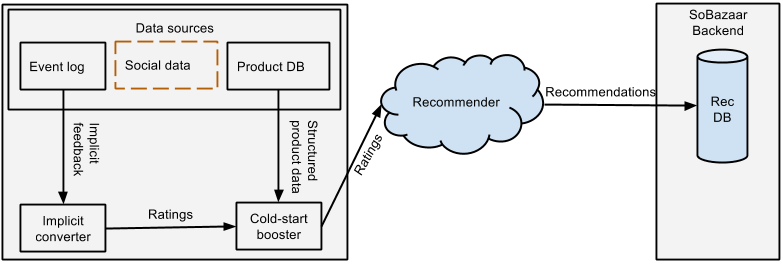 Data sources
Event log
Social data
Product DB
Implicit
feedback
Structured
product data
Implicit
converter
Ratings
Cold-start
booster
Ratings
Recommender
Recommendations
SoBazaar
Backend
Rec
DB